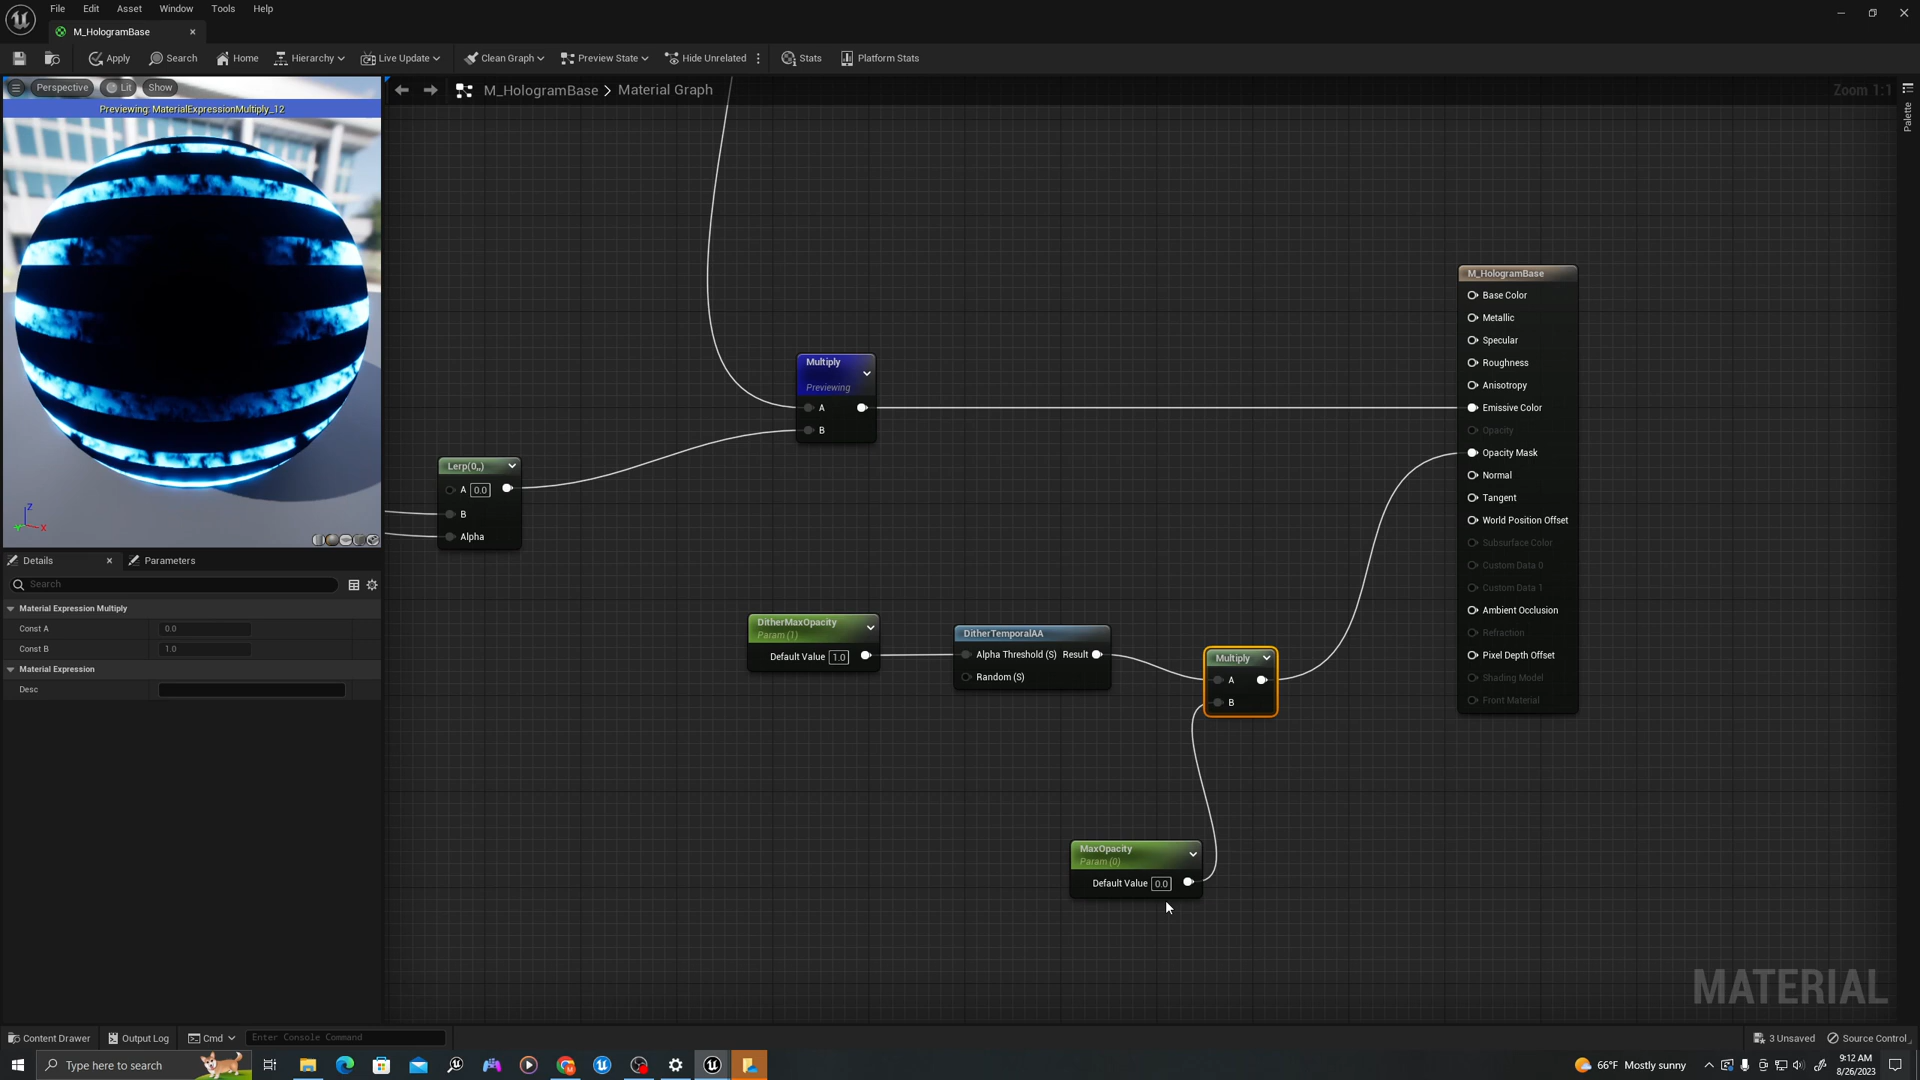 File Edit Asset Window Tools Help
M_HologramBase
Apply Search Home Hierarchy Live Update Clean Graph Preview State Hide Unrelated Stats Platform Stats
Perspective Lit Show
Previewing: MaterialExpressionMultiply_12
M_HologramBase > Material Graph
Zoom 1:1
Palette
Multiply
Previewing
A
B
Lerp(0,,)
A 0.0
B
Alpha
M_HologramBase
Base Color
Metallic
Specular
Roughness
Anisotropy
Emissive Color
Opacity
Opacity Mask
Normal
Tangent
World Position Offset
Subsurface Color
Custom Data 0
Custom Data 1
Ambient Occlusion
Refraction
Pixel Depth Offset
Shading Model
Front Material
Z
X
Details Parameters
Search
Material Expression Multiply
Const A 0.0
Const B 1.0
Material Expression
Desc
DitherMaxOpacity
Param (1)
Default Value 1.0
DitherTemporalAA
Alpha Threshold (S) Result
Random (S)
Multiply
A
B
MaxOpacity
Param (0)
Default Value 0.0
MATERIAL
Content Drawer Output Log Cmd Enter Console Command 3 Unsaved Source Control
Type here to search 66°F Mostly sunny
9:12 AM
8/26/2023